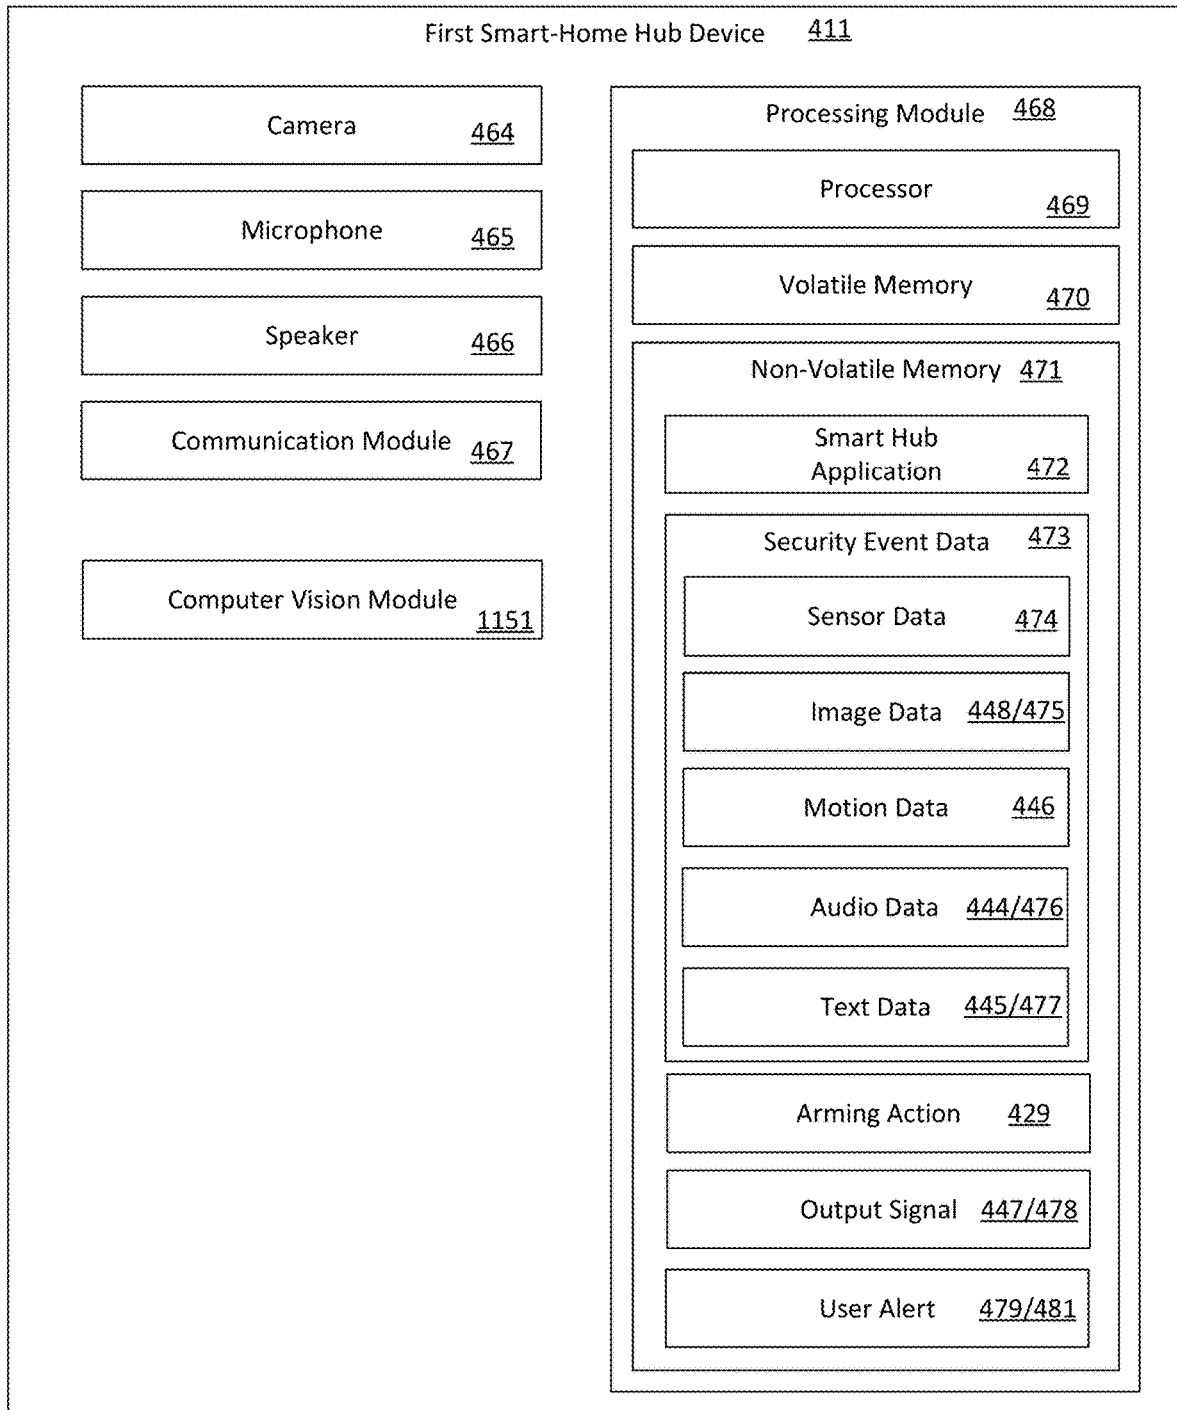 First Smart-Home Hub Device 411
Camera 464
Microphone 465
Speaker 466
Communication Module 467
Computer Vision Module 1151
Processing Module 468
Processor 469
Volatile Memory 470
Non-Volatile Memory 471
Smart Hub
Application 472
Security Event Data 473
Sensor Data 474
Image Data 448/475
Motion Data 446
Audio Data 444/476
Text Data 445/477
Arming Action 429
Output Signal 447/478
User Alert 479/481